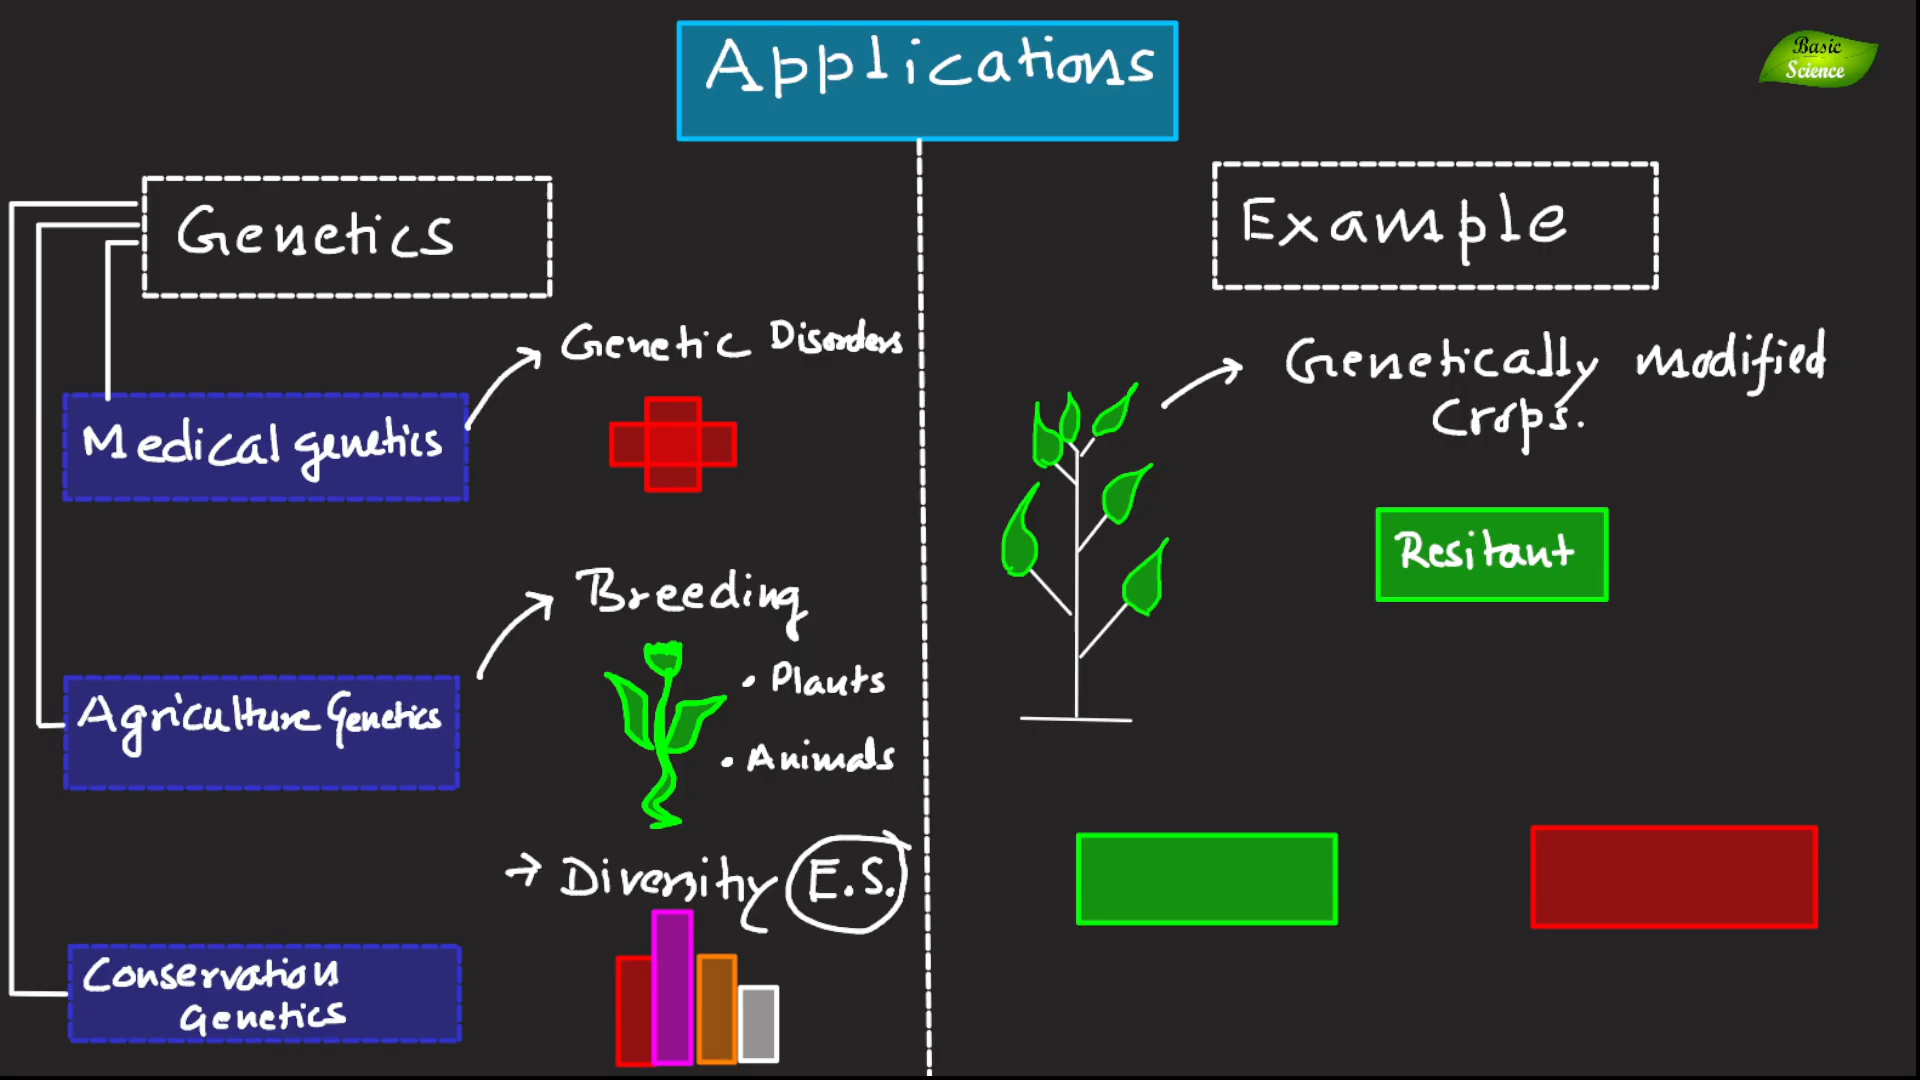 Applications
Basic
Science
Genetics
Genetic Disorders
Medical genetics
Breeding
• Plants
• Animals
Agriculture Genetics
→ Diversity E.S.
Conservation
Genetics
Example
Genetically modified
Crops.
Resitant